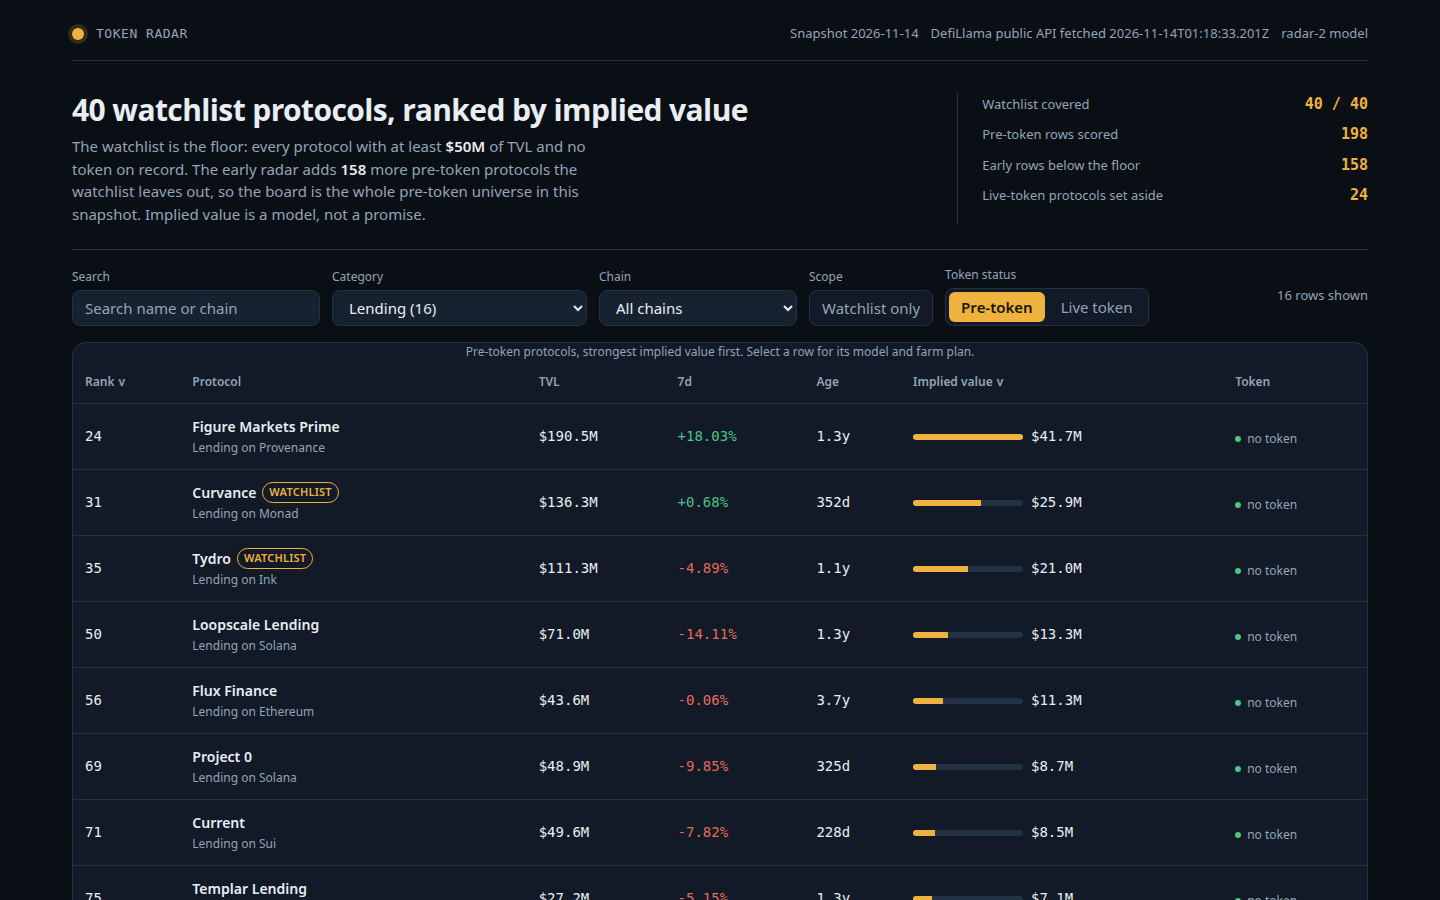 TOKEN RADAR
Snapshot 2026-11-14 DefiLlama public API fetched 2026-11-14T01:18:33.201Z radar-2 model
40 watchlist protocols, ranked by implied value
The watchlist is the floor: every protocol with at least $50M of TVL and no
token on record. The early radar adds 158 more pre-token protocols the
watchlist leaves out, so the board is the whole pre-token universe in this
snapshot. Implied value is a model, not a promise.
Watchlist covered 40 / 40
Pre-token rows scored 198
Early rows below the floor 158
Live-token protocols set aside 24
Search Category Chain Scope Token status
Search name or chain Lending (16) All chains Watchlist only Pre-token Live token 16 rows shown
Pre-token protocols, strongest implied value first. Select a row for its model and farm plan.
Rank v Protocol TVL 7d Age Implied value v Token
24 Figure Markets Prime $190.5M +18.03% 1.3y $41.7M no token
Lending on Provenance
31 Curvance WATCHLIST $136.3M +0.68% 352d $25.9M no token
Lending on Monad
35 Tydro WATCHLIST $111.3M -4.89% 1.1y $21.0M no token
Lending on Ink
50 Loopscale Lending $71.0M -14.11% 1.3y $13.3M no token
Lending on Solana
56 Flux Finance $43.6M -0.06% 3.7y $11.3M no token
Lending on Ethereum
69 Project 0 $48.9M -9.85% 325d $8.7M no token
Lending on Solana
71 Current $49.6M -7.82% 228d $8.5M no token
Lending on Sui
75 Templar Lending $27.2M -5.15% 1.3y $7.1M no token